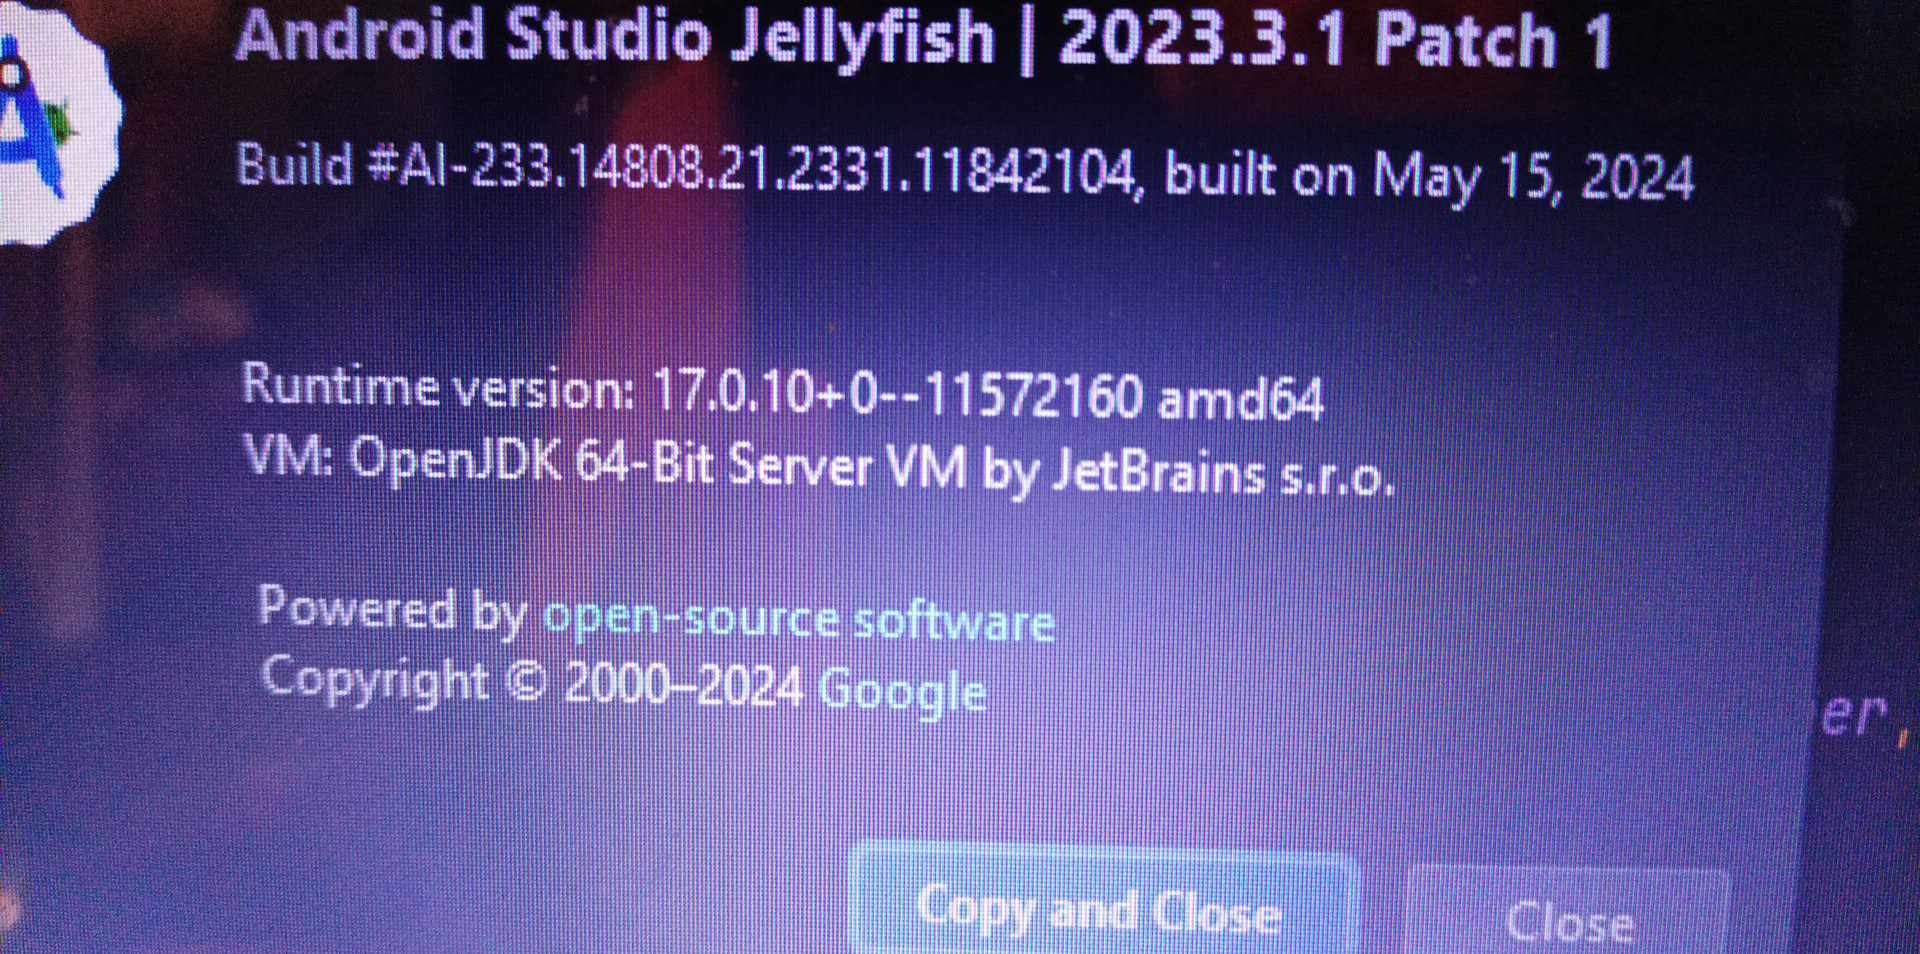 Android Studio Jellyfish | 2023.3.1 Patch 1
Build #AI-233.14808.21.2331.11842104, built on May 15, 2024
Runtime version: 17.0.10+0--11572160 amd64
VM: OpenJDK 64-Bit Server VM by JetBrains s.r.o.
Powered by open-source software
Copyright © 2000–2024 Google
er,
Copy and Close
Close